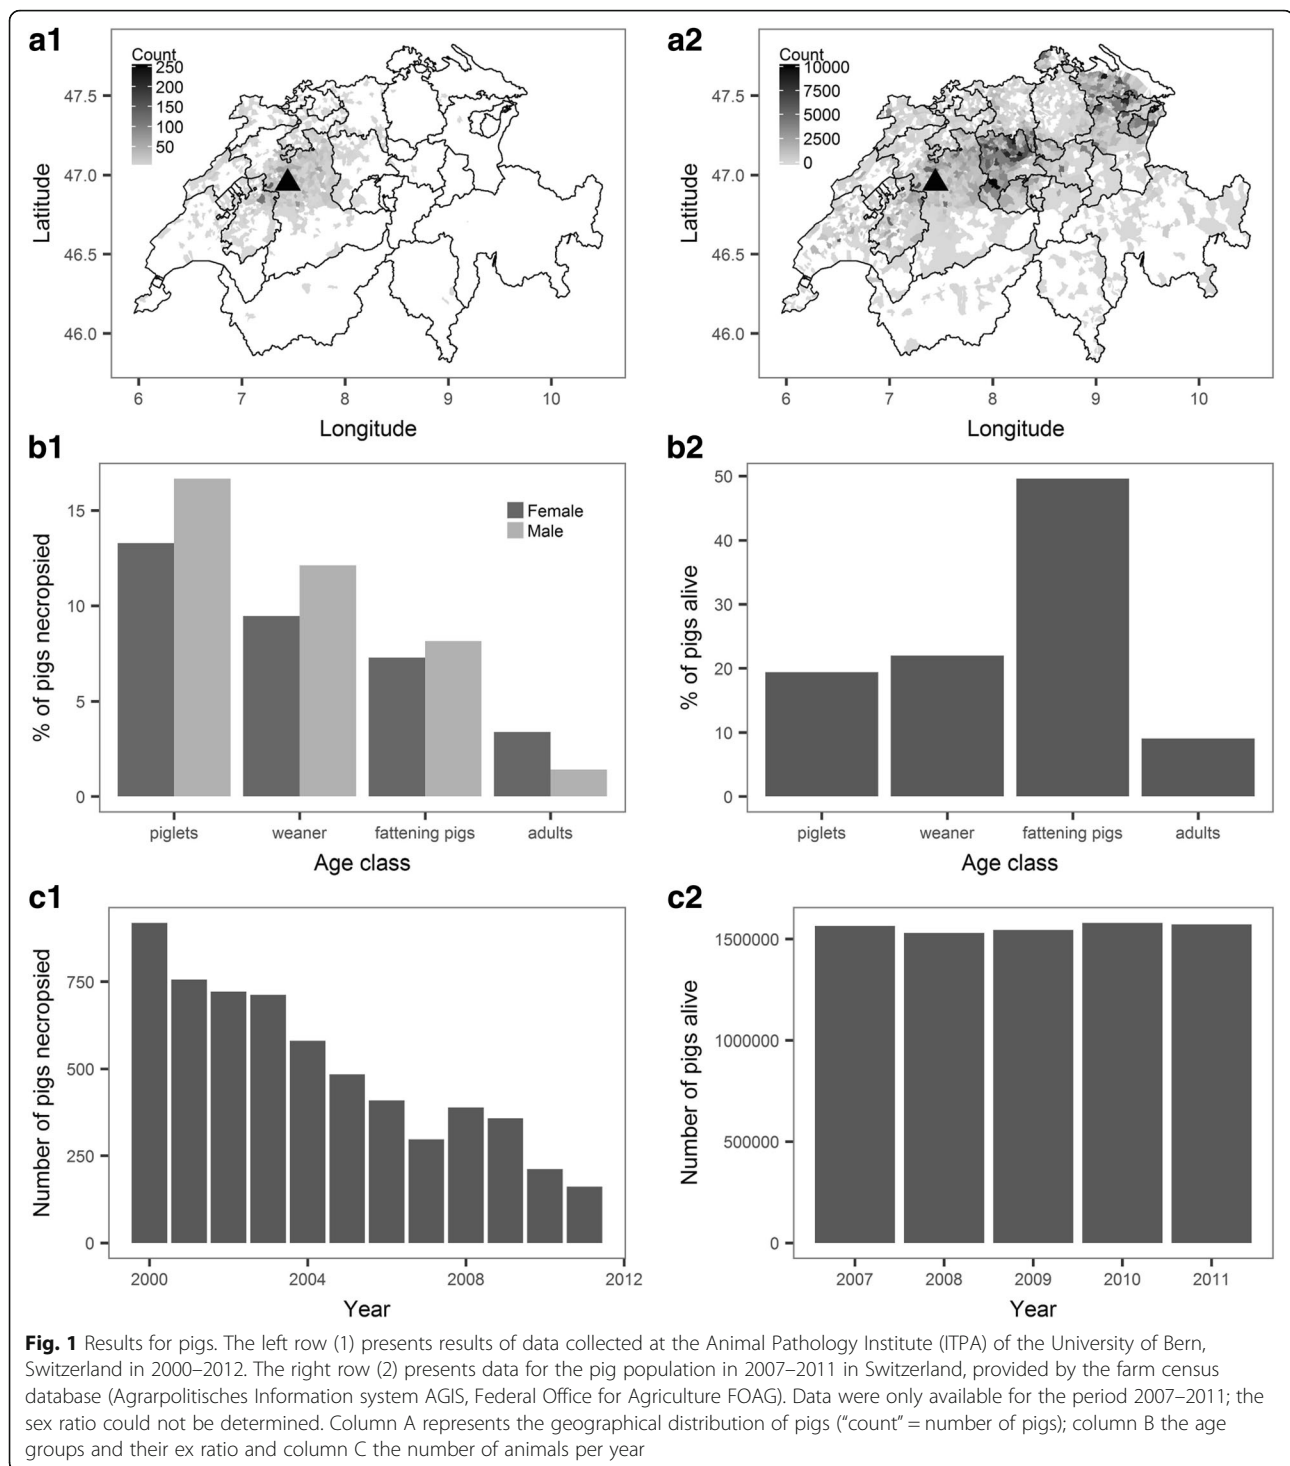 a1
Count
250
200
150
100
50
47.5
47.0
46.5
46.0
Latitude
6 7 8 9 10
Longitude
a2
Count
10000
7500
5000
2500
0
47.5
47.0
46.5
46.0
Latitude
6 7 8 9 10
Longitude
b1
% of pigs necropsied
15
10
5
0
Female
Male
piglets weaner fattening pigs adults
Age class
b2
% of pigs alive
50
40
30
20
10
0
piglets weaner fattening pigs adults
Age class
c1
Number of pigs necropsied
750
500
250
0
2000 2004 2008 2012
Year
c2
Number of pigs alive
1500000
1000000
500000
0
2007 2008 2009 2010 2011
Year
Fig. 1 Results for pigs. The left row (1) presents results of data collected at the Animal Pathology Institute (ITPA) of the University of Bern,
Switzerland in 2000–2012. The right row (2) presents data for the pig population in 2007–2011 in Switzerland, provided by the farm census
database (Agrarpolitisches Information system AGIS, Federal Office for Agriculture FOAG). Data were only available for the period 2007–2011; the
sex ratio could not be determined. Column A represents the geographical distribution of pigs (“count” = number of pigs); column B the age
groups and their ex ratio and column C the number of animals per year